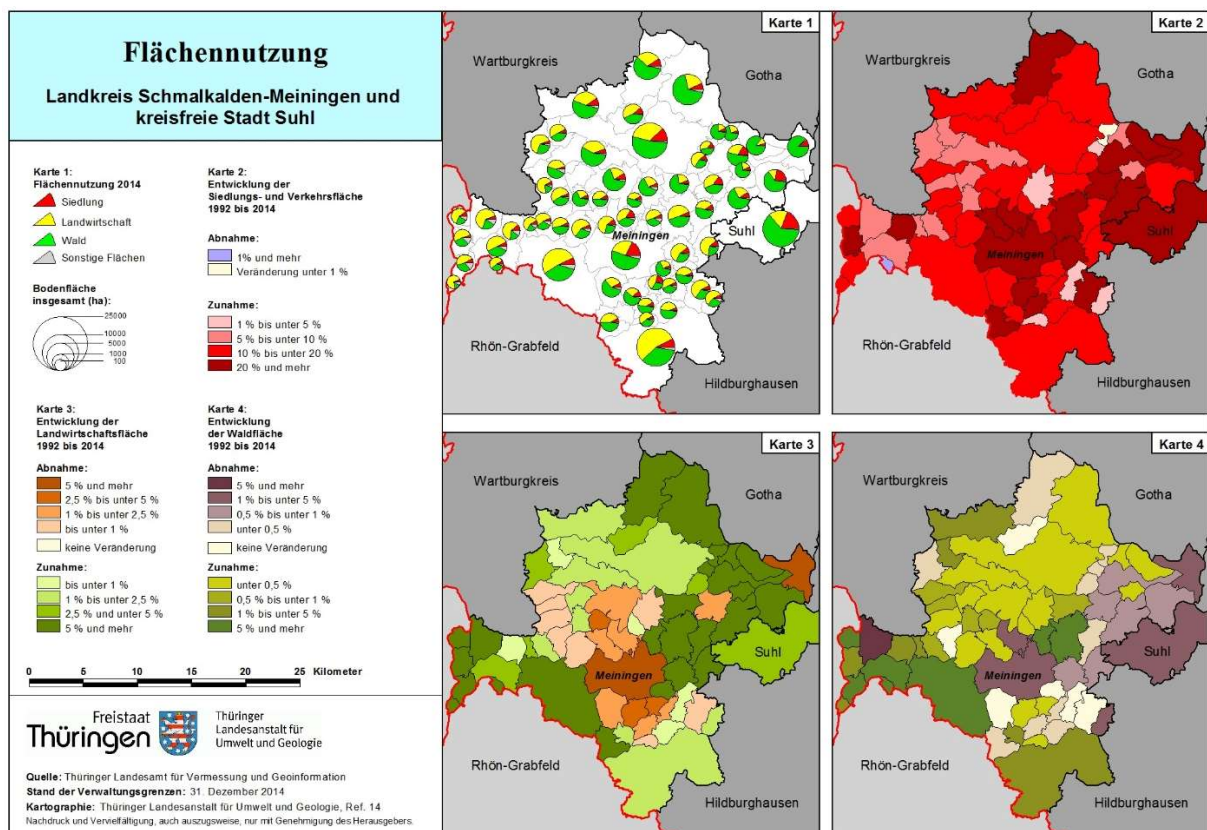 Flächennutzung
Landkreis Schmalkalden-Meiningen und
kreisfreie Stadt Suhl
Karte 1:
Flächennutzung 2014
Siedlung
Landwirtschaft
Wald
Sonstige Flächen
Bodenfläche
insgesamt (ha):
25000
10000
5000
1000
100
Karte 2:
Entwicklung der
Siedlungs- und Verkehrsfläche
1992 bis 2014
Abnahme:
1% und mehr
Veränderung unter 1 %
Zunahme:
1 % bis unter 5 %
5 % bis unter 10 %
10 % bis unter 20 %
20 % und mehr
Karte 3:
Entwicklung der
Landwirtschaftsfläche
1992 bis 2014
Abnahme:
5 % und mehr
2,5 % bis unter 5 %
1 % bis unter 2,5 %
bis unter 1 %
keine Veränderung
Zunahme:
bis unter 1 %
1 % bis unter 2,5 %
2,5 % und unter 5 %
5 % und mehr
Karte 4:
Entwicklung
der Waldfläche
1992 bis 2014
Abnahme:
5 % und mehr
1 % bis unter 5 %
0,5 % bis unter 1 %
unter 0,5 %
keine Veränderung
Zunahme:
unter 0,5 %
0,5 % bis unter 1 %
1 % bis unter 5 %
5 % und mehr
0 5 10 15 20 25 Kilometer
Freistaat
Thüringen
Thüringer
Landesanstalt für
Umwelt und Geologie
Quelle: Thüringer Landesamt für Vermessung und Geoinformation
Stand der Verwaltungsgrenzen: 31. Dezember 2014
Kartographie: Thüringer Landesanstalt für Umwelt und Geologie, Ref. 14
Nachdruck und Vervielfältigung, auch auszugsweise, nur mit Genehmigung des Herausgebers.
Karte 1
Wartburgkreis
Gotha
Meiningen
Suhl
Rhön-Grabfeld
Hildburghausen
Karte 2
Wartburgkreis
Gotha
Suhl
Meiningen
Rhön-Grabfeld
Hildburghausen
Karte 3
Wartburgkreis
Gotha
Suhl
Meiningen
Rhön-Grabfeld
Hildburghausen
Karte 4
Wartburgkreis
Gotha
Suhl
Meiningen
Rhön-Grabfeld
Hildburghausen